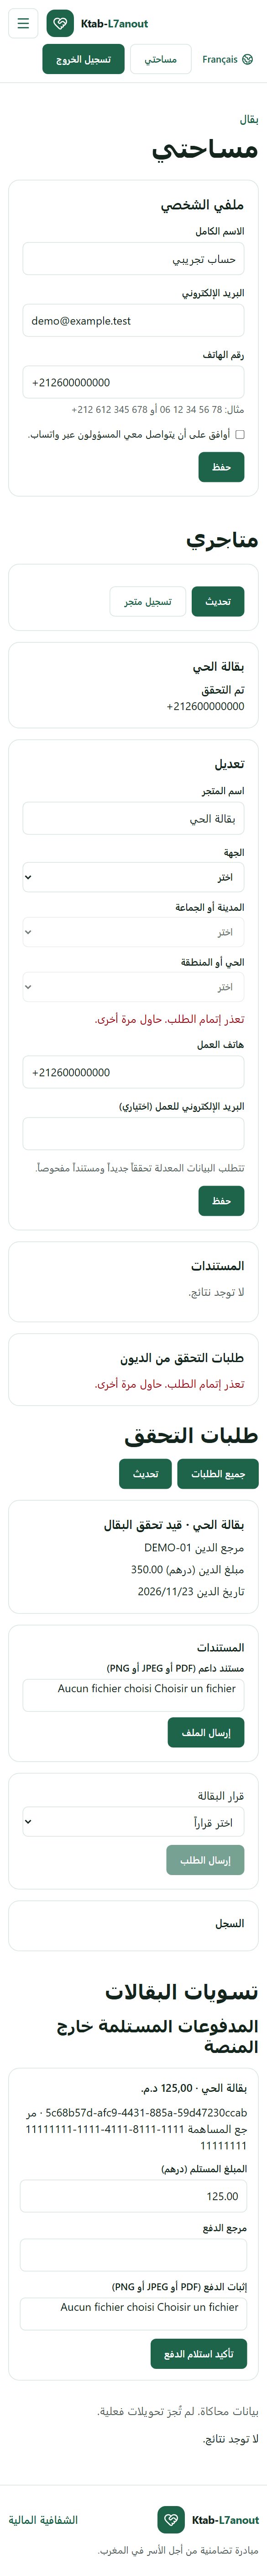 Ktab-L7anout
Français
مساحتي
تسجيل الخروج
بقال
مساحتي
ملفي الشخصي
الاسم الكامل
حساب تجريبي
البريد الإلكتروني
demo@example.test
رقم الهاتف
+212600000000
مثال: 78 56 34 12 06 أو 678 345 612 212+
أوافق على أن يتواصل معي المسؤولون عبر واتساب.
حفظ
متاجري
تحديث
تسجيل متجر
بقالة الحي
تم التحقق
+212600000000
تعديل
اسم المتجر
بقالة الحي
الجهة
اختر
المدينة أو الجماعة
اختر
الحي أو المنطقة
اختر
تعذر إتمام الطلب. حاول مرة أخرى.
هاتف العمل
+212600000000
البريد الإلكتروني للعمل (اختياري)
تتطلب البيانات المعدلة تحققاً جديداً ومستنداً مفحوصاً.
حفظ
المستندات
لا توجد نتائج.
طلبات التحقق من الديون
تعذر إتمام الطلب. حاول مرة أخرى.
طلبات التحقق
جميع الطلبات
تحديث
بقالة الحي · قيد تحقق البقال
مرجع الدين DEMO-01
مبلغ الدين (درهم) 350.00
تاريخ الدين 2026/11/23
المستندات
مستند داعم (PDF أو JPEG أو PNG)
Aucun fichier choisi Choisir un fichier
إرسال الملف
قرار البقالة
اختر قراراً
إرسال الطلب
السجل
تسويات البقالات
المدفوعات المستلمة خارج
المنصة
بقالة الحي · 125,00 د.م.
5c68b57d-afc9-4431-885a-59d47230ccab · مر
جع المساهمة 1111-8111-4111-1111-11111111
11111111
المبلغ المستلم (درهم)
125.00
مرجع الدفع
إثبات الدفع (PDF أو JPEG أو PNG)
Aucun fichier choisi Choisir un fichier
تأكيد استلام الدفع
بيانات محاكاة. لم تُجرَ تحويلات فعلية.
لا توجد نتائج.
Ktab-L7anout
الشفافية المالية
مبادرة تضامنية من أجل الأسر في المغرب.